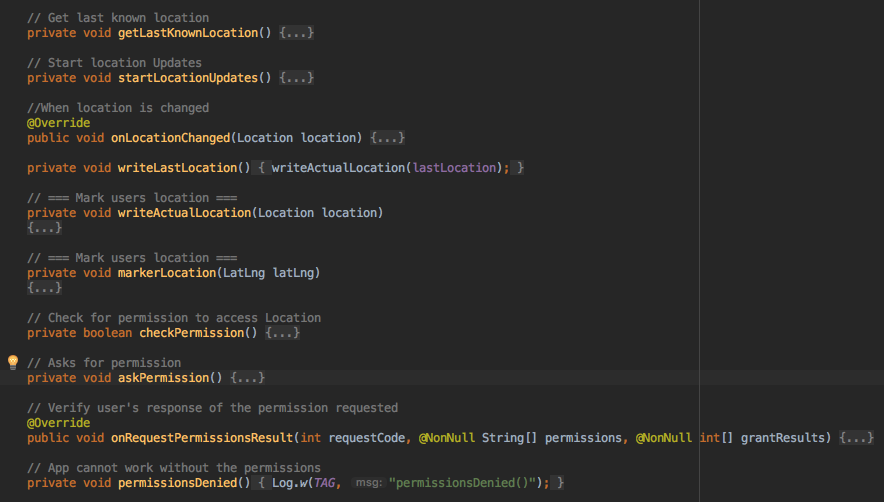 // Get last known location
private void getLastKnownLocation() {...}
// Start location Updates
private void startLocationUpdates() {...}
//When location is changed
@Override
public void onLocationChanged(Location location) {...}
private void writeLastLocation() { writeActualLocation(lastLocation); }
// === Mark users location ===
private void writeActualLocation(Location location)
{...}
// === Mark users location ===
private void markerLocation(LatLng latLng)
{...}
// Check for permission to access Location
private boolean checkPermission() {...}
// Asks for permission
private void askPermission() {...}
// Verify user's response of the permission requested
@Override
public void onRequestPermissionsResult(int requestCode, @NonNull String[] permissions, @NonNull int[] grantResults) {...}
// App cannot work without the permissions
private void permissionsDenied() { Log.w(TAG, msg: "permissionsDenied()"); }